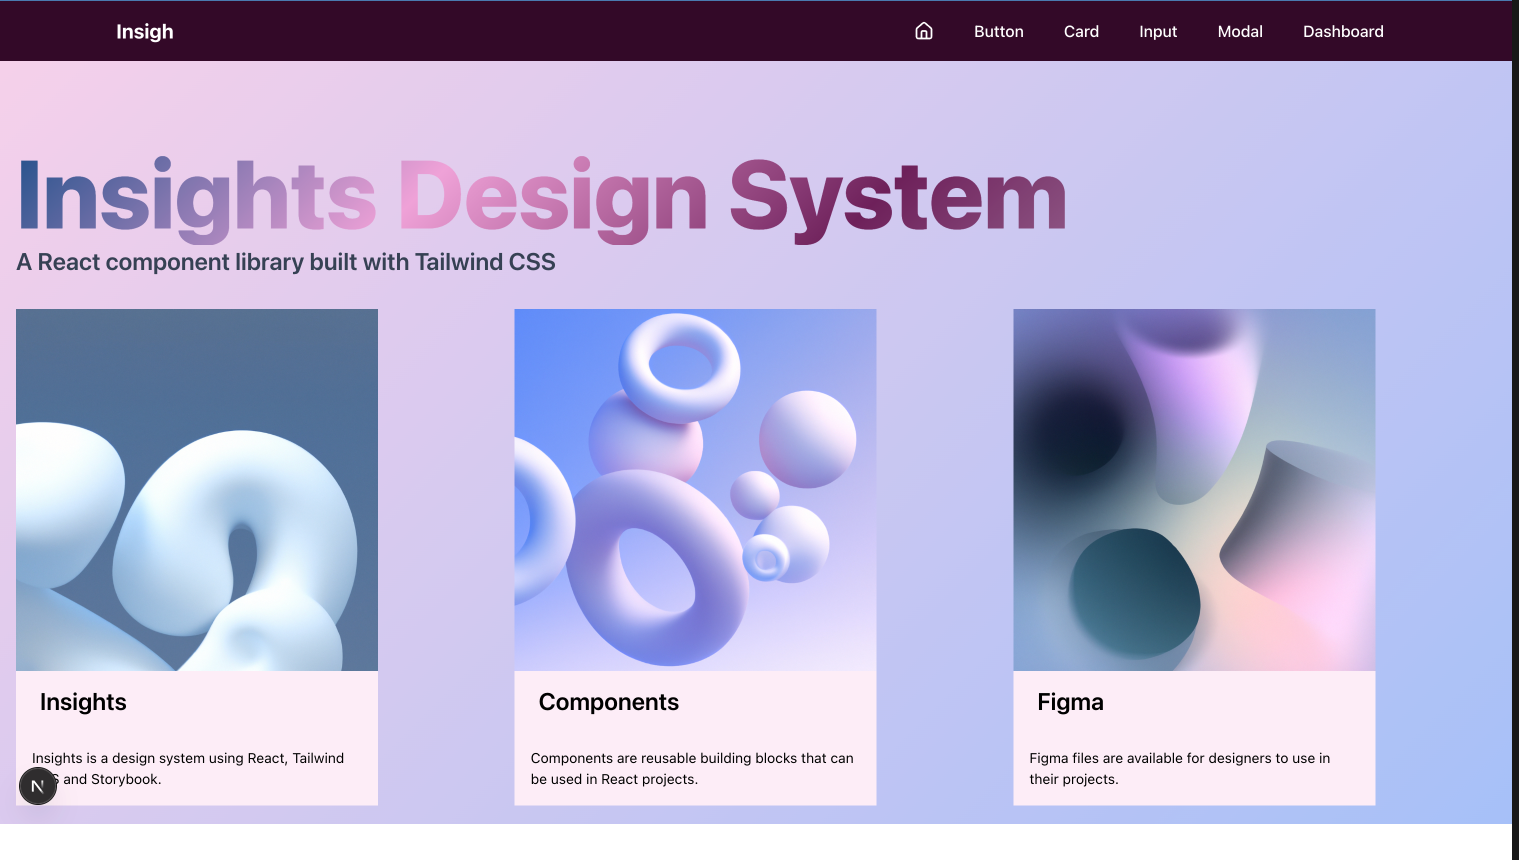 Insigh
Button Card Input Modal Dashboard
Insights Design System
A React component library built with Tailwind CSS
Insights
Insights is a design system using React, Tailwind
S and Storybook.
Components
Components are reusable building blocks that can
be used in React projects.
Figma
Figma files are available for designers to use in
their projects.
N